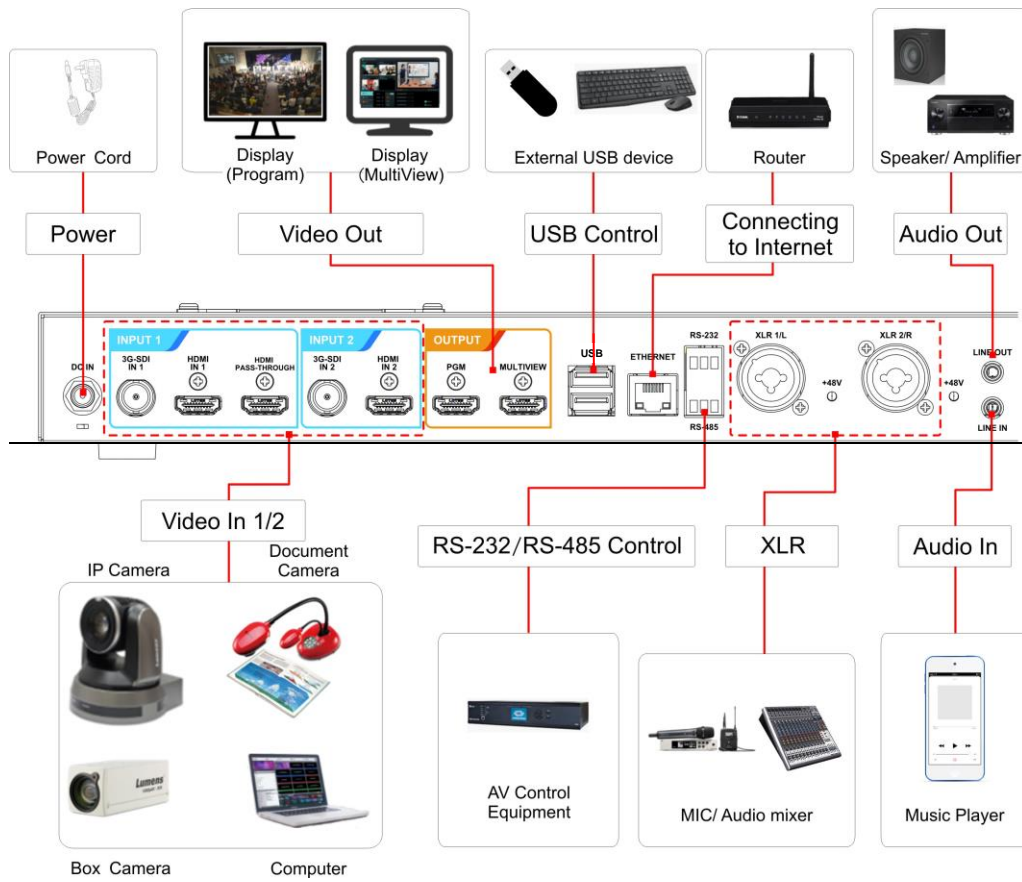 Power Cord
Display
(Program)
Display
(MultiView)
External USB device
Router
Speaker/ Amplifier
Power
Video Out
USB Control
Connecting
to Internet
Audio Out
INPUT 1
INPUT 2
OUTPUT
DC IN
3G-SDI
IN 1
HDMI
IN 1
HDMI
PASS-THROUGH
3G-SDI
IN 2
HDMI
IN 2
PGM
MULTIVIEW
USB
ETHERNET
RS-232
RS-485
XLR 1/L
+48V
XLR 2/R
+48V
LINE OUT
LINE IN
Video In 1/2
RS-232/RS-485 Control
XLR
Audio In
IP Camera
Document
Camera
Lumens
Box Camera
Computer
AV Control
Equipment
MIC/ Audio mixer
Music Player